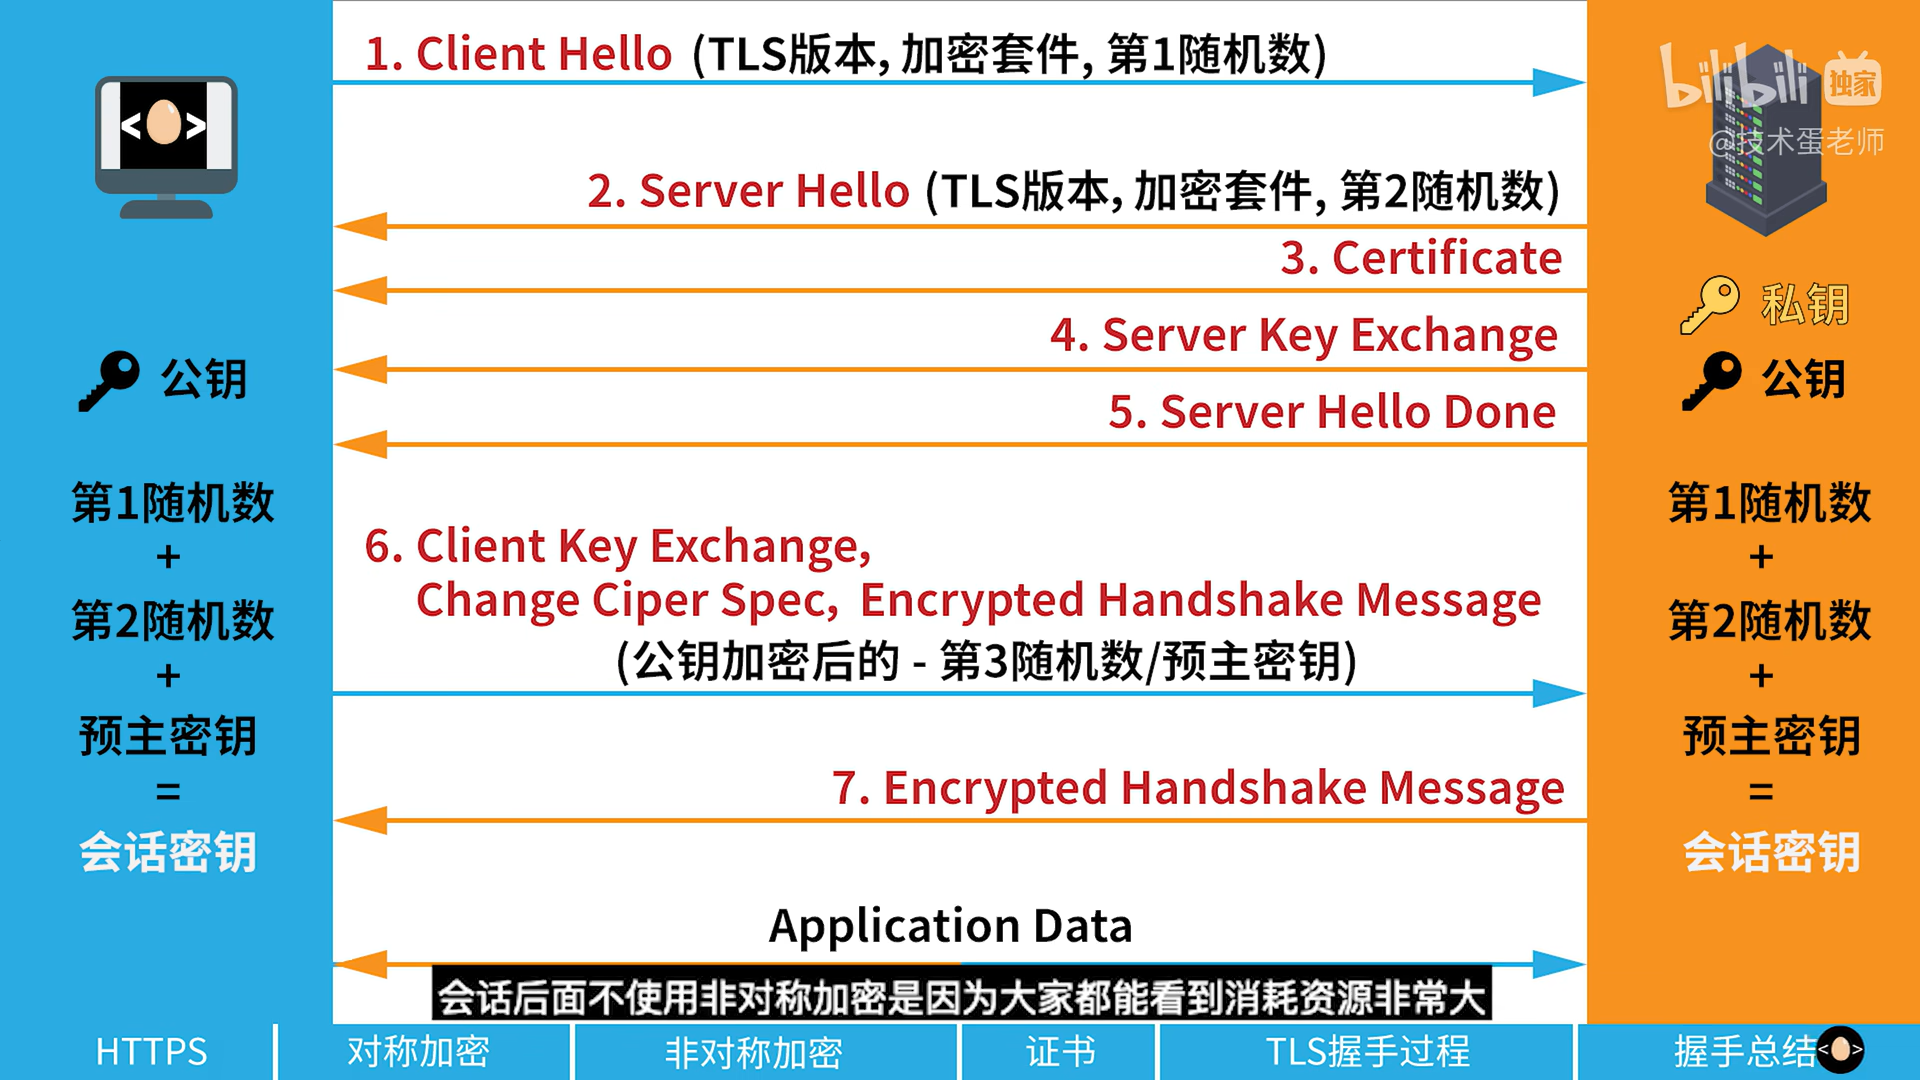 1. Client Hello (TLS版本, 加密套件, 第1随机数)
bilibili 独家
@技术蛋老师
< >
2. Server Hello (TLS版本, 加密套件, 第2随机数)
3. Certificate
私钥
4. Server Key Exchange
公钥
公钥
5. Server Hello Done
第1随机数
+
第2随机数
+
预主密钥
=
会话密钥
6. Client Key Exchange,
Change Ciper Spec, Encrypted Handshake Message
(公钥加密后的 - 第3随机数/预主密钥)
第1随机数
+
第2随机数
+
预主密钥
=
会话密钥
7. Encrypted Handshake Message
Application Data
会话后面不使用非对称加密是因为大家都能看到消耗资源非常大
HTTPS 对称加密 非对称加密 证书 TLS握手过程 握手总结 < >